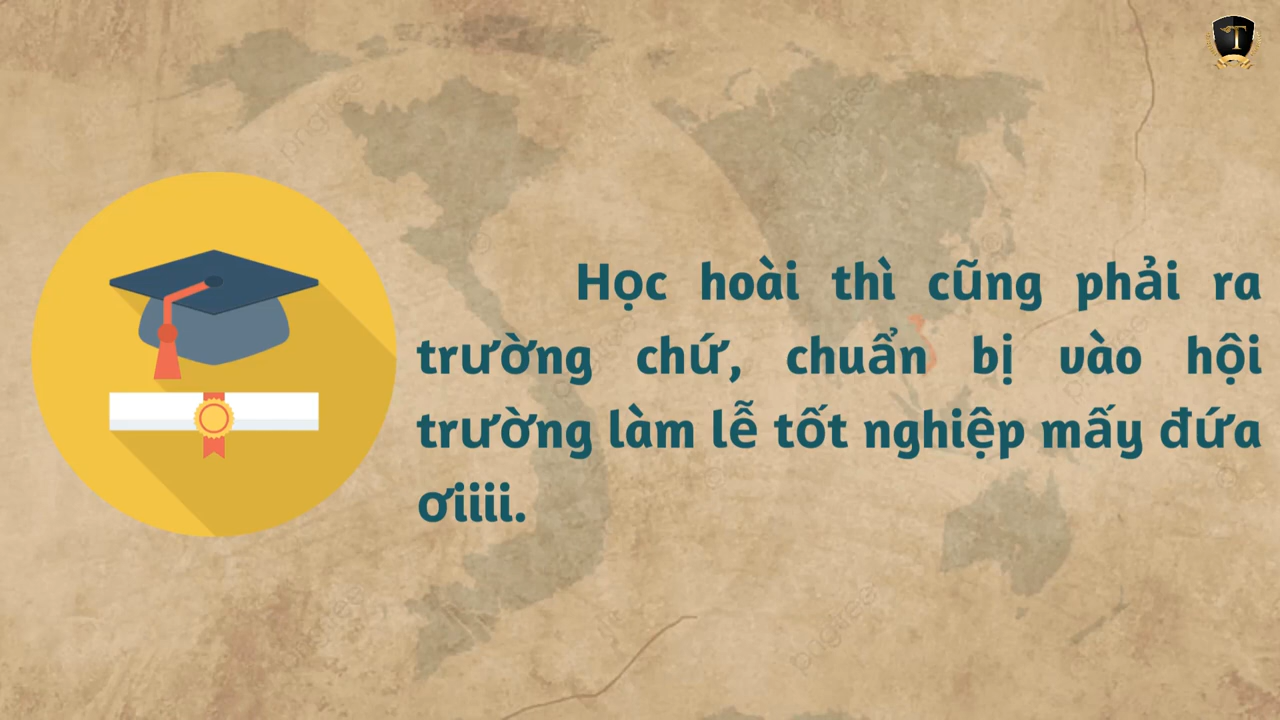 T
Học hoài thì cũng phải ra
trường chứ, chuẩn bị vào hội
trường làm lễ tốt nghiệp mấy đứa
ơiiii.